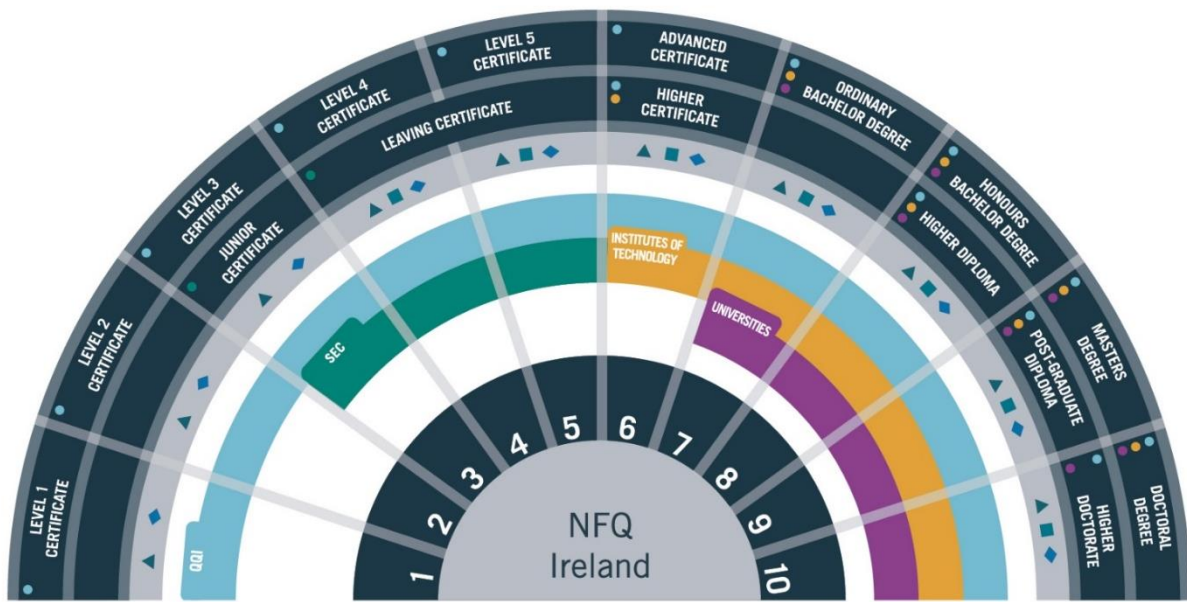 LEVEL 1
CERTIFICATE
LEVEL 2
CERTIFICATE
LEVEL 3
CERTIFICATE
LEVEL 4
CERTIFICATE
LEVEL 5
CERTIFICATE
ADVANCED
CERTIFICATE
ORDINARY
BACHELOR DEGREE
HONOURS
BACHELOR DEGREE
MASTERS
DEGREE
DOCTORAL
DEGREE
JUNIOR
CERTIFICATE
LEAVING CERTIFICATE
HIGHER
CERTIFICATE
HIGHER DIPLOMA
POST-GRADUATE
DIPLOMA
HIGHER
DOCTORATE
QQI
SEC
INSTITUTES OF
TECHNOLOGY
UNIVERSITIES
1
2
3
4
5
6
7
8
9
10
NFQ
Ireland